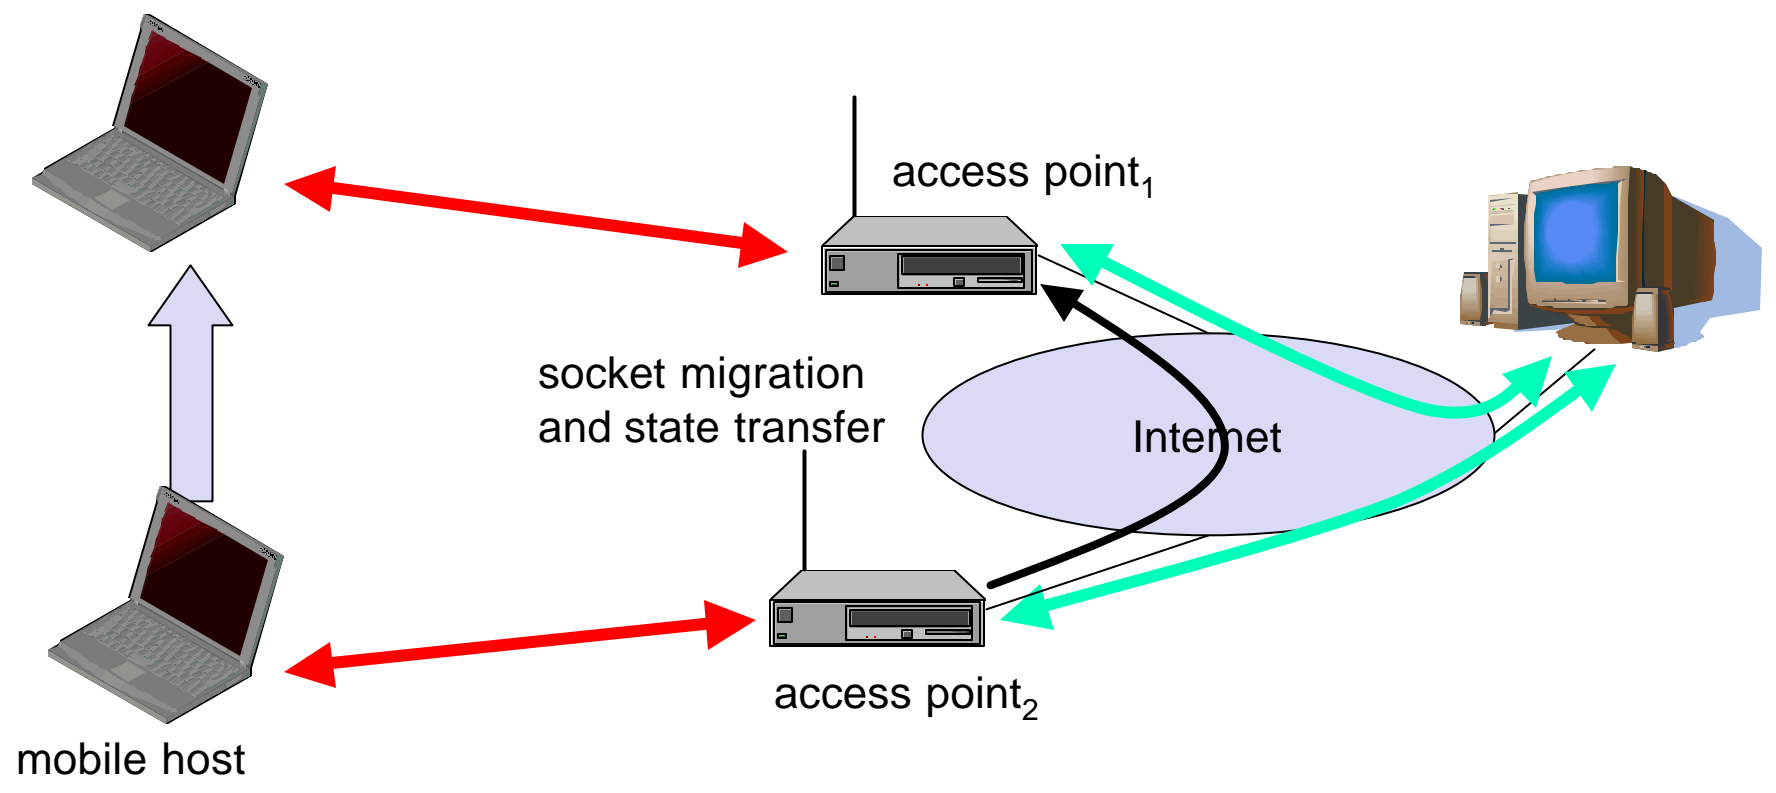 access point₁
socket migration
and state transfer
Internet
access point₂
mobile host